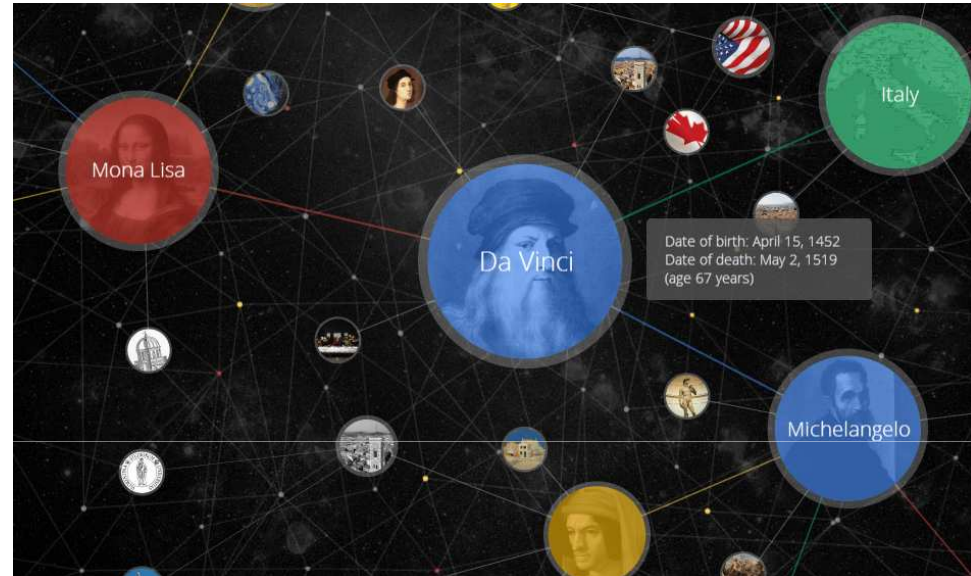 Italy
Mona Lisa
Da Vinci
Date of birth: April 15, 1452
Date of death: May 2, 1519
(age 67 years)
Michelangelo